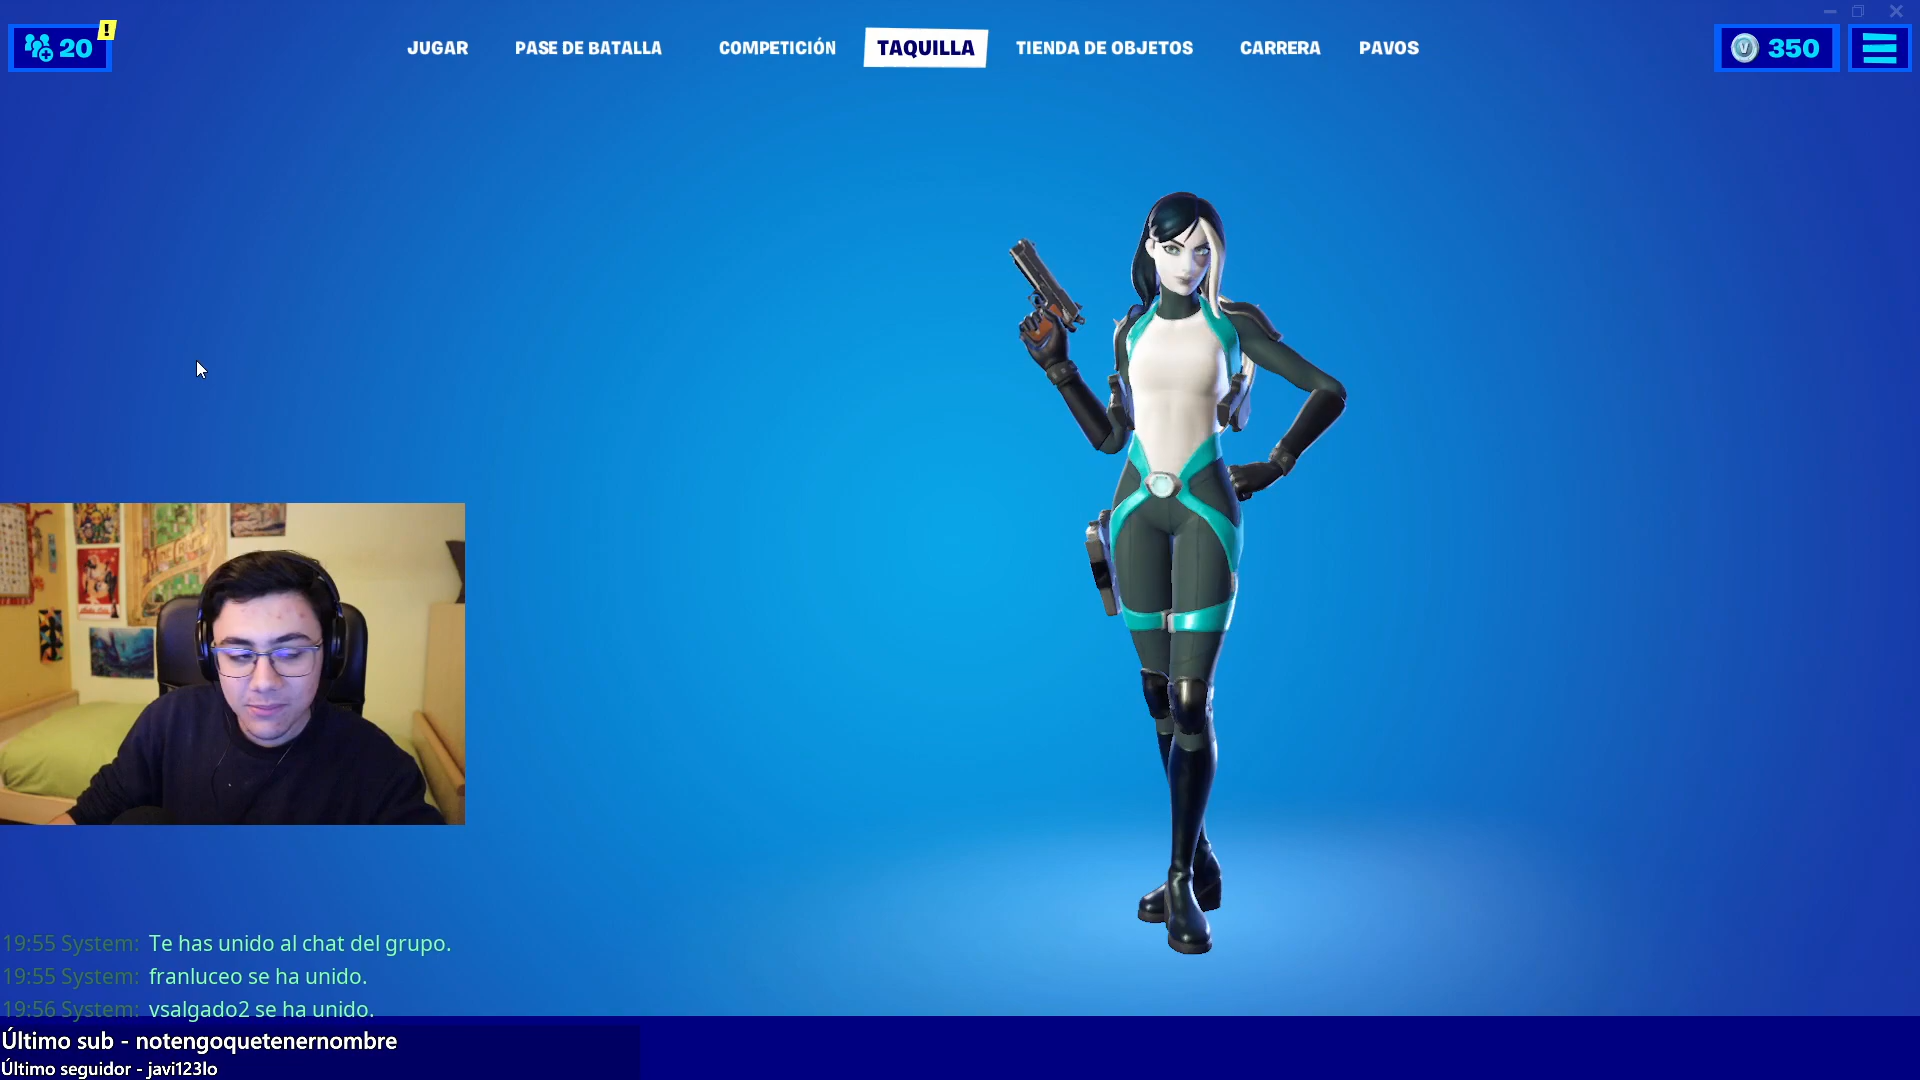 20
!
JUGAR
PASE DE BATALLA
COMPETICIÓN
TAQUILLA
TIENDA DE OBJETOS
CARRERA
PAVOS
350
19:55 System: Te has unido al chat del grupo.
19:55 System: franluceo se ha unido.
19:56 System: vsalgado2 se ha unido.
Último sub - notengoquetenernombre
Último seguidor - javi123lo